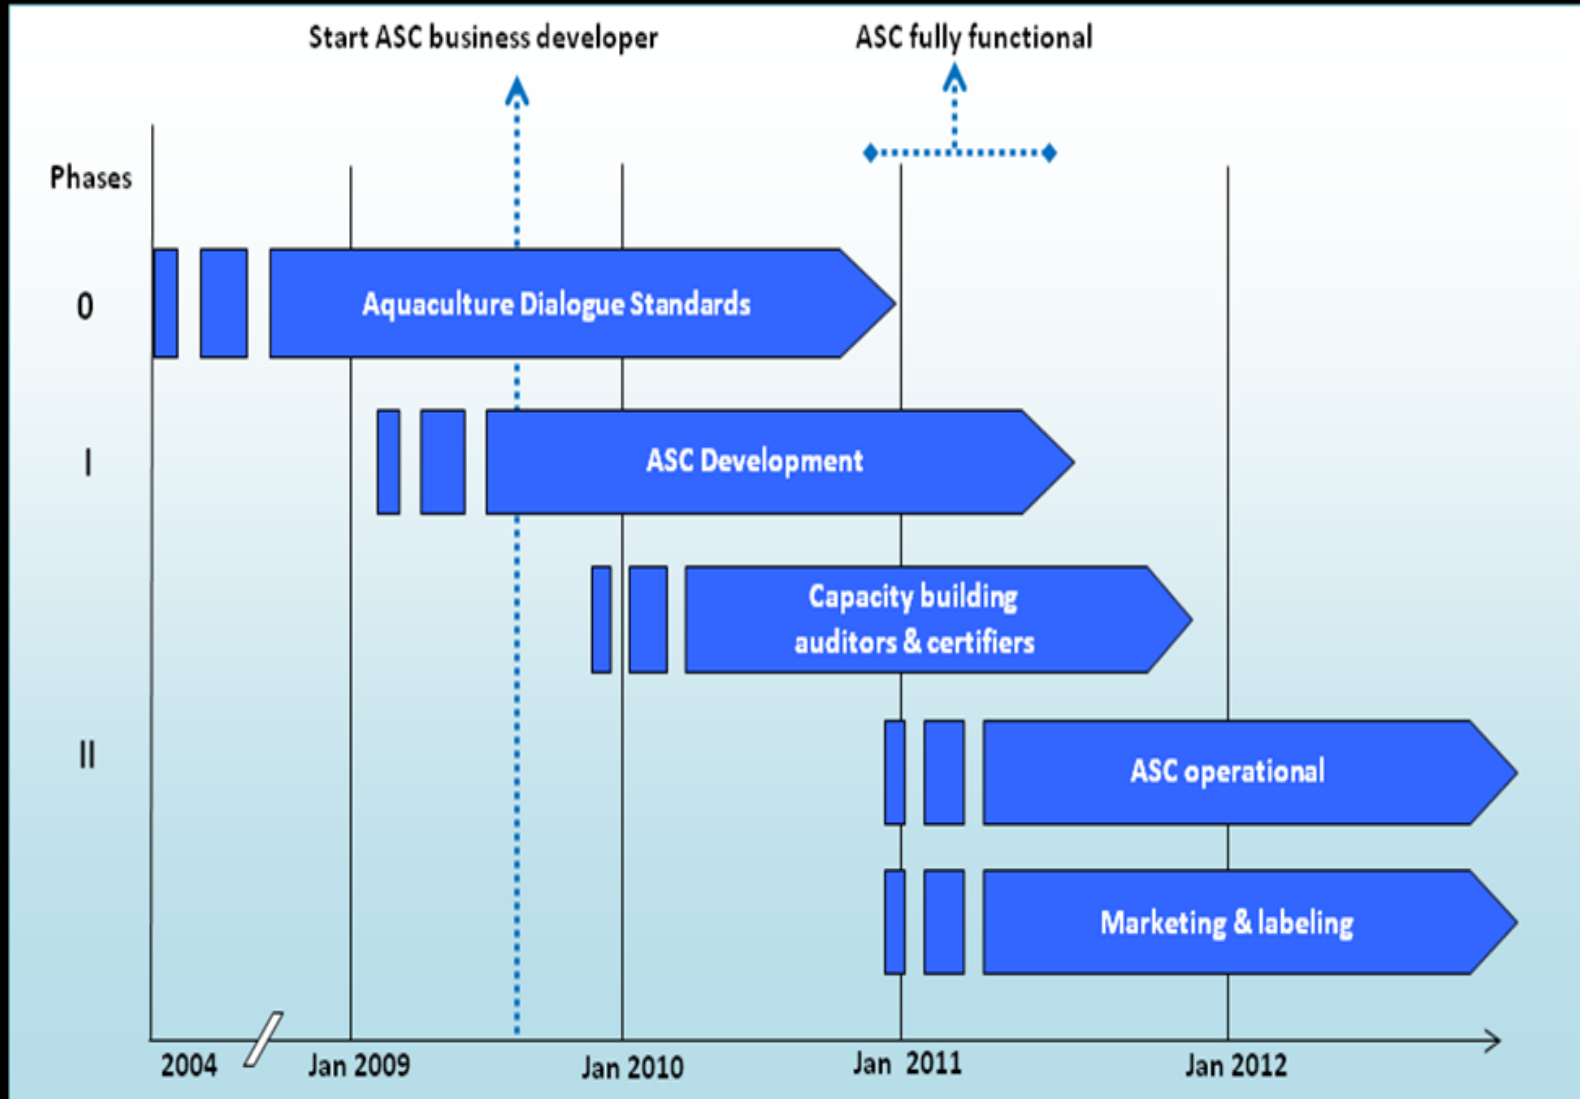 Start ASC business developer
ASC fully functional
Phases
0
Aquaculture Dialogue Standards
I
ASC Development
Capacity building
auditors & certifiers
II
ASC operational
Marketing & labeling
2004
Jan 2009
Jan 2010
Jan 2011
Jan 2012